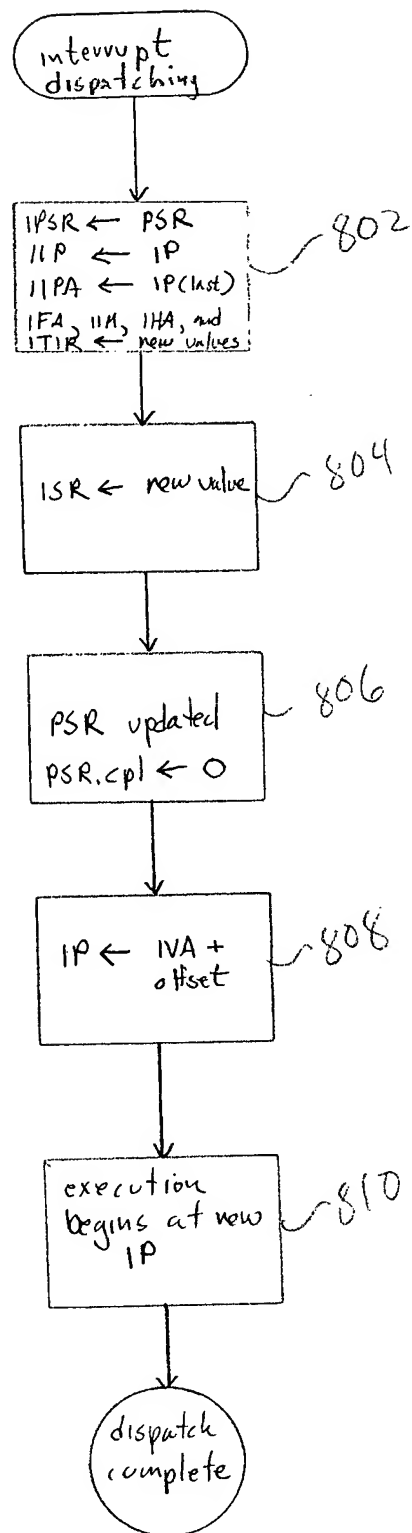 interrupt
dispatching
IPSR ← PSR
IIP ← IP
IIPA ← IP(last)
IFA, IIM, IHA, and
ITIR ← new values
802
ISR ← new value
804
PSR updated
PSR.cpl ← 0
806
IP ← IVA +
offset
808
execution
begins at new
IP
810
dispatch
complete